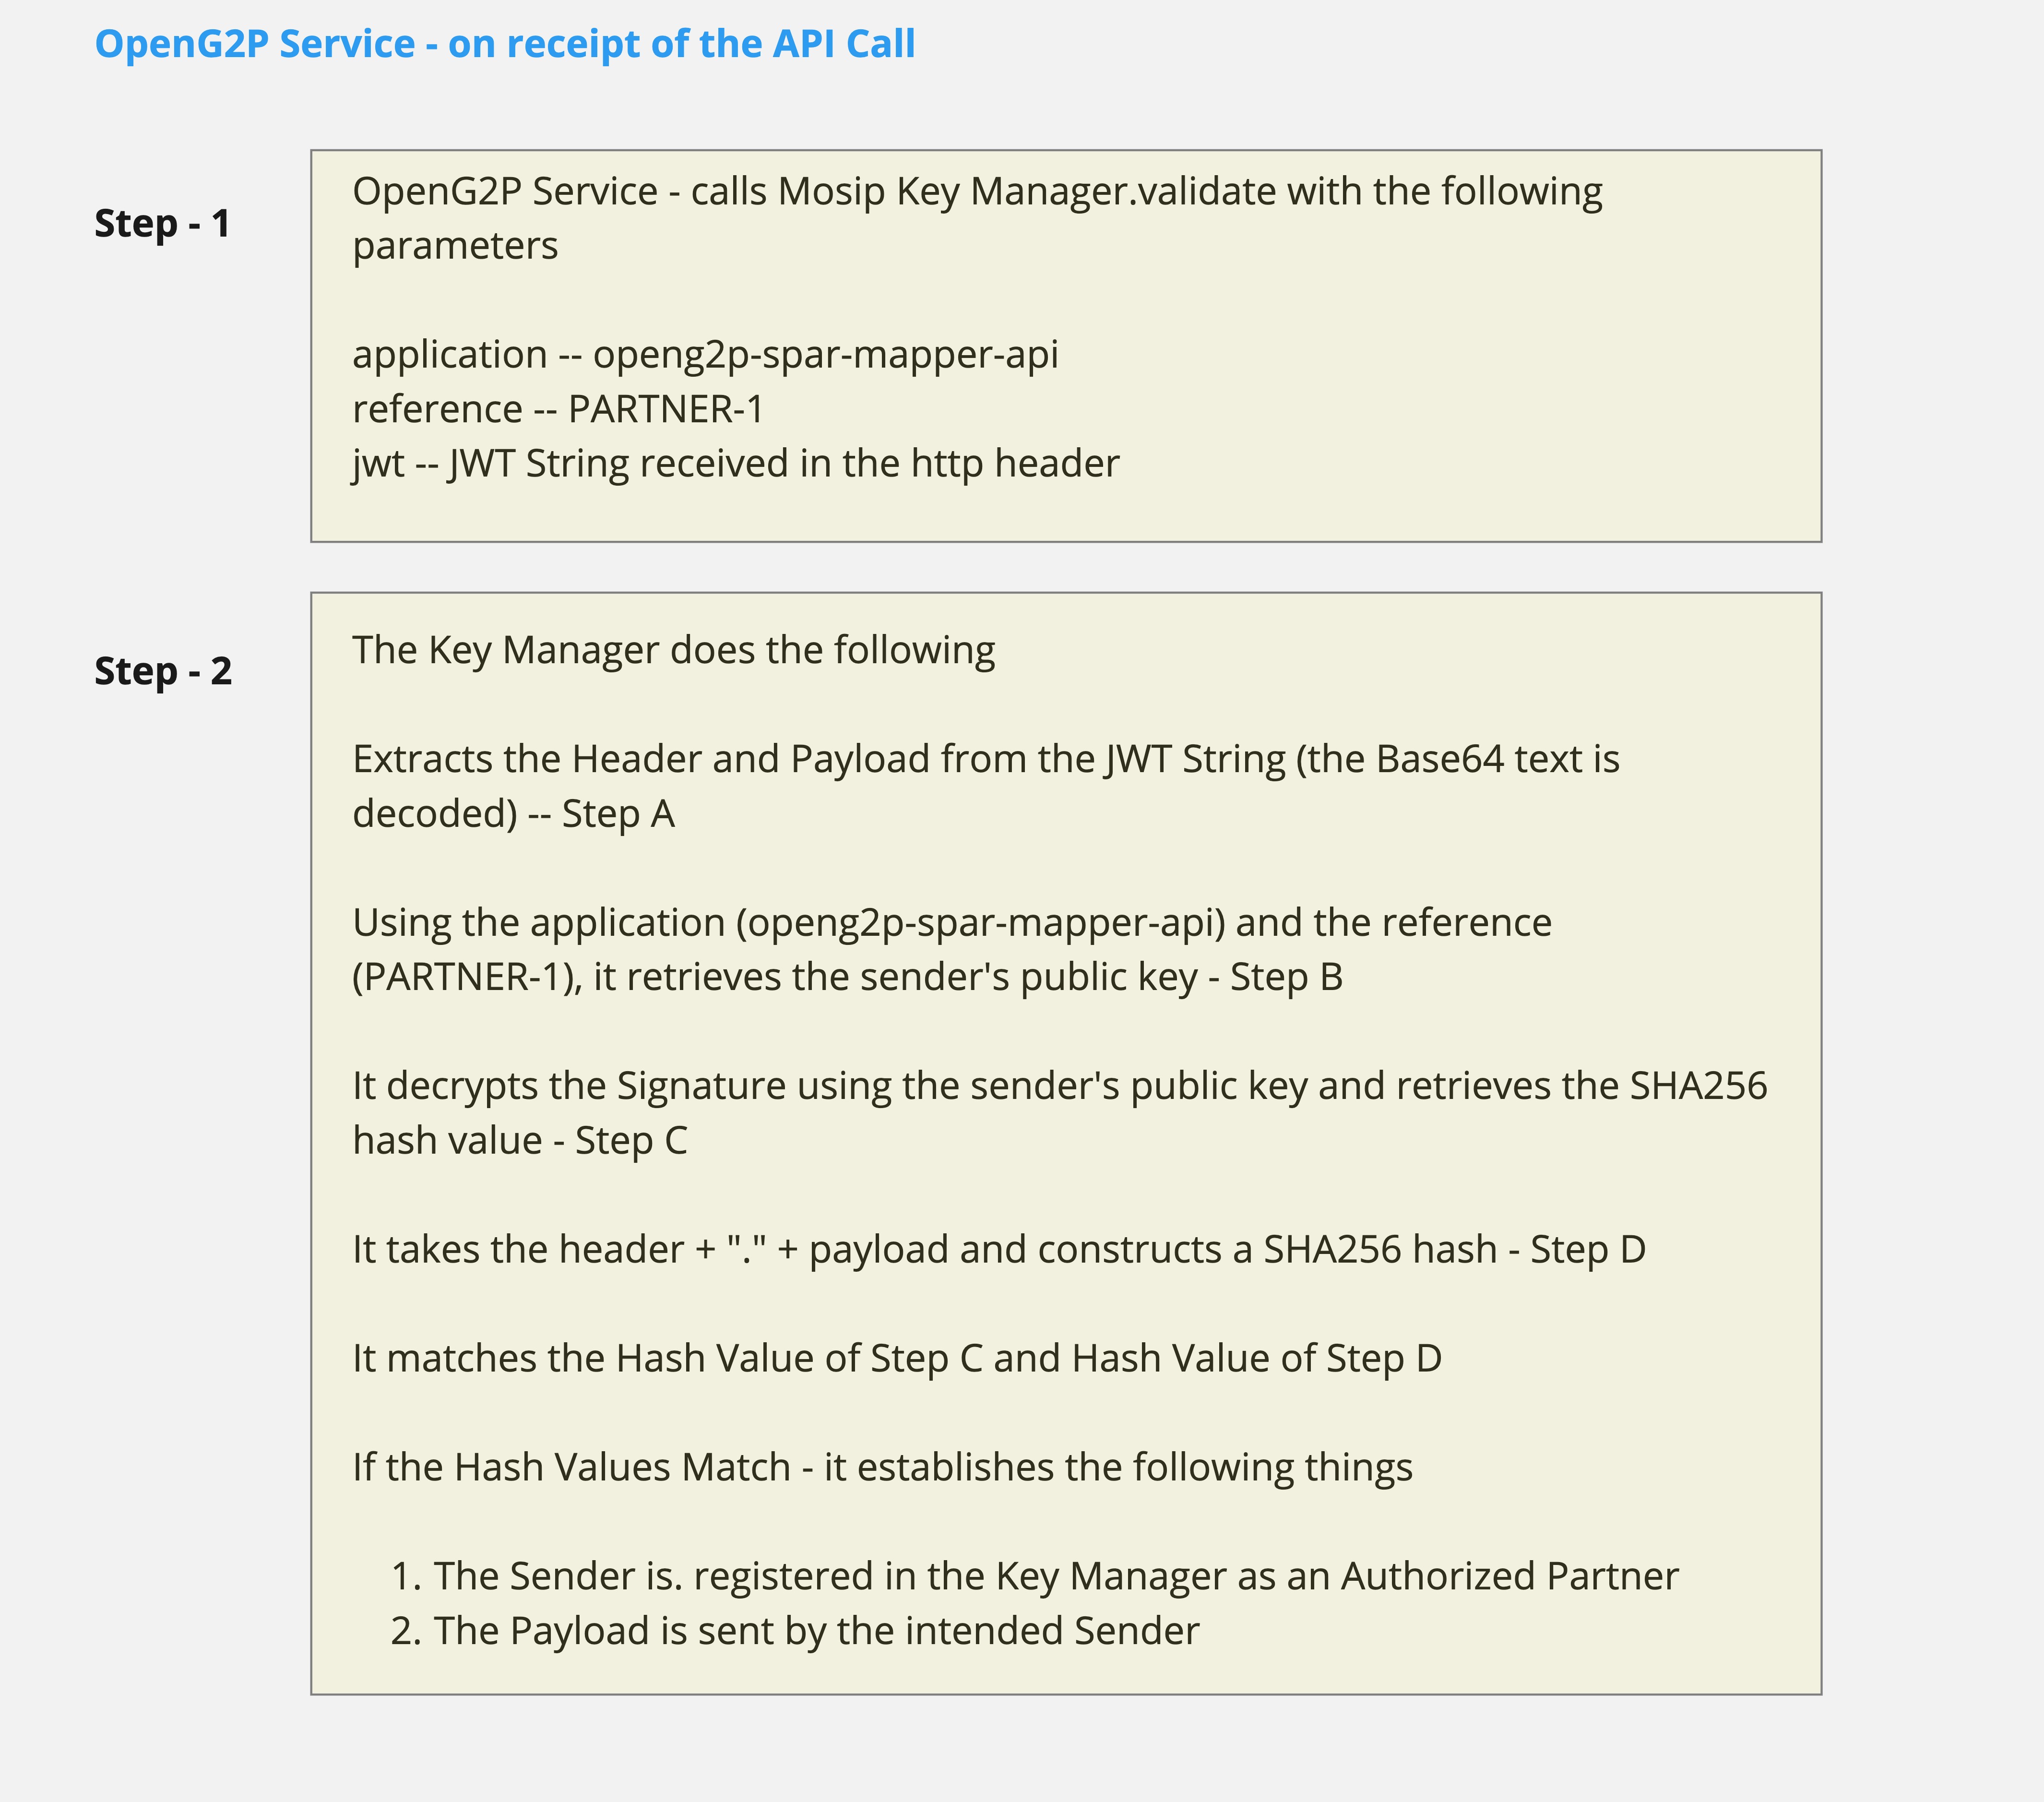 OpenG2P Service - on receipt of the API Call
Step - 1
OpenG2P Service - calls Mosip Key Manager.validate with the following
parameters
application -- openg2p-spar-mapper-api
reference -- PARTNER-1
jwt -- JWT String received in the http header
Step - 2
The Key Manager does the following
Extracts the Header and Payload from the JWT String (the Base64 text is
decoded) -- Step A
Using the application (openg2p-spar-mapper-api) and the reference
(PARTNER-1), it retrieves the sender's public key - Step B
It decrypts the Signature using the sender's public key and retrieves the SHA256
hash value - Step C
It takes the header + "." + payload and constructs a SHA256 hash - Step D
It matches the Hash Value of Step C and Hash Value of Step D
If the Hash Values Match - it establishes the following things
1. The Sender is. registered in the Key Manager as an Authorized Partner
2. The Payload is sent by the intended Sender